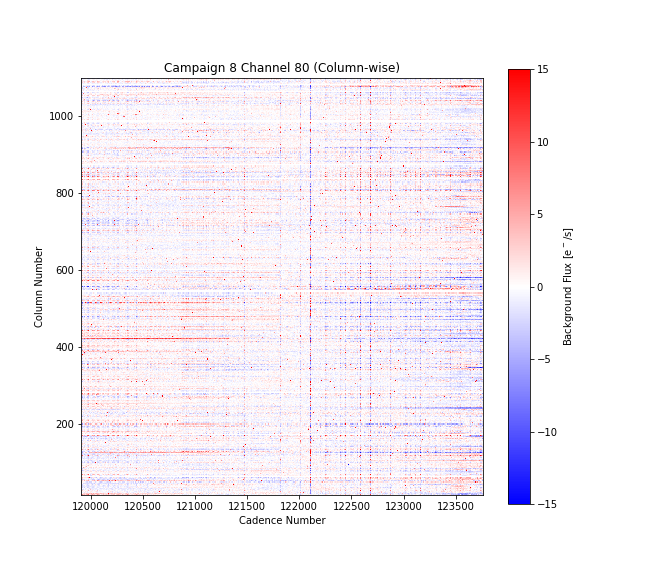 Campaign 8 Channel 80 (Column-wise)
1000
800
600
400
200
Column Number
120000 120500 121000 121500 122000 122500 123000 123500
Cadence Number
15
10
5
0
−5
−10
−15
Background Flux [e⁻/s]